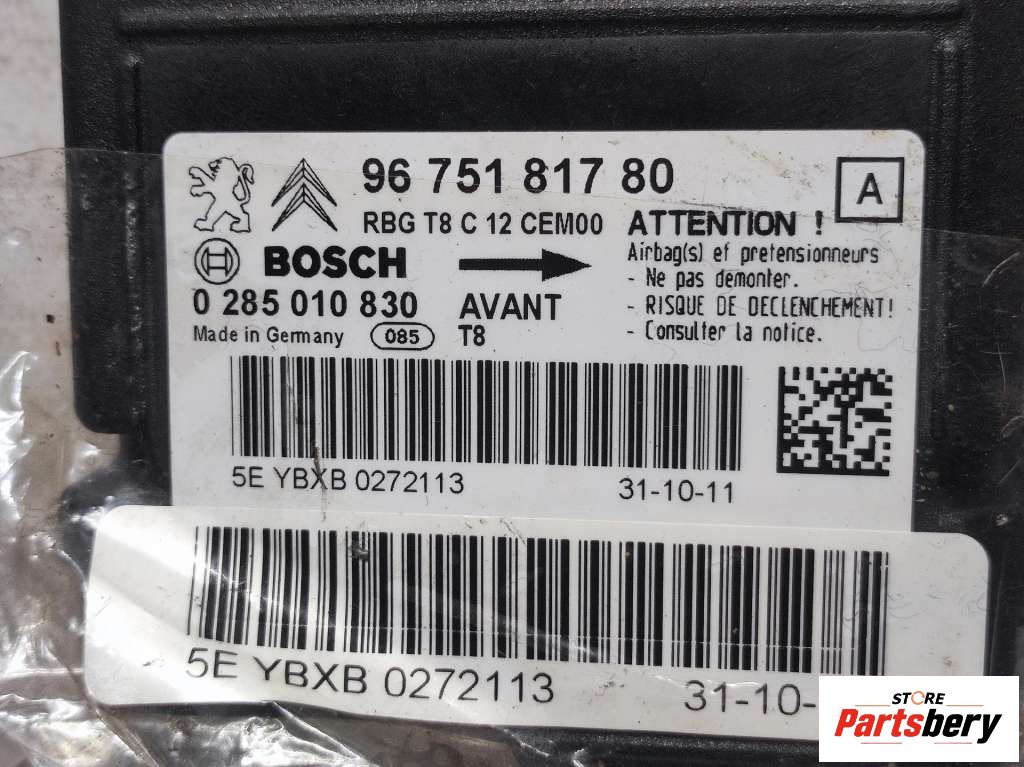 96 751 817 80
A
RBG T8 C 12 CEM00
ATTENTION !
BOSCH
Airbag(s) et pretensionneurs
- Ne pas demonter.
0 285 010 830 AVANT
- RISQUE DE DECLENCHEMENT!
Made in Germany 085 T8
- Consulter la notice.
5E YBXB 0272113 31-10-11
5E YBXB 0272113 31-10-
STORE
Partsbery